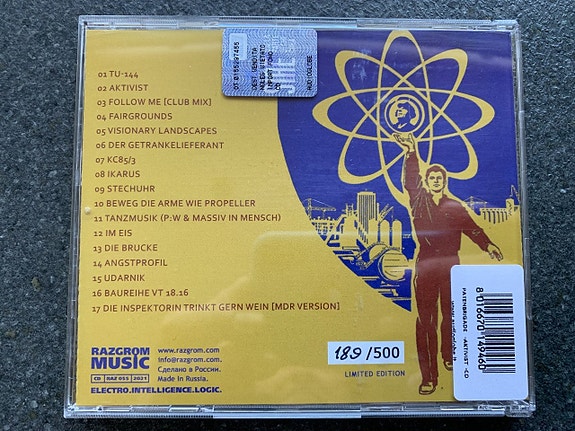 01 TU-144
02 AKTIVIST
03 FOLLOW ME [CLUB MIX]
04 FAIRGROUNDS
05 VISIONARY LANDSCAPES
06 DER GETRANKELIEFERANT
07 KC85/3
08 IKARUS
09 STECHUHR
10 BEWEG DIE ARME WIE PROPELLER
11 TANZMUSIK (P:W & MASSIV IN MENSCH)
12 IM EIS
13 DIE BRUCKE
14 ANGSTPROFIL
15 UDARNIK
16 BAUREIHE VT 18.16
17 DIE INSPEKTORIN TRINKT GERN WEIN [MDR VERSION]
RAZGROM
MUSIC
CD RAZ 055 2021
ELECTRO.INTELLIGENCE.LOGIC.
www.razgrom.com
info@razgrom.com
Сделано в России.
Made in Russia.
189 /500
LIMITED EDITION
PATENBRIGADE
AKTIVIST
CD
8016670149460